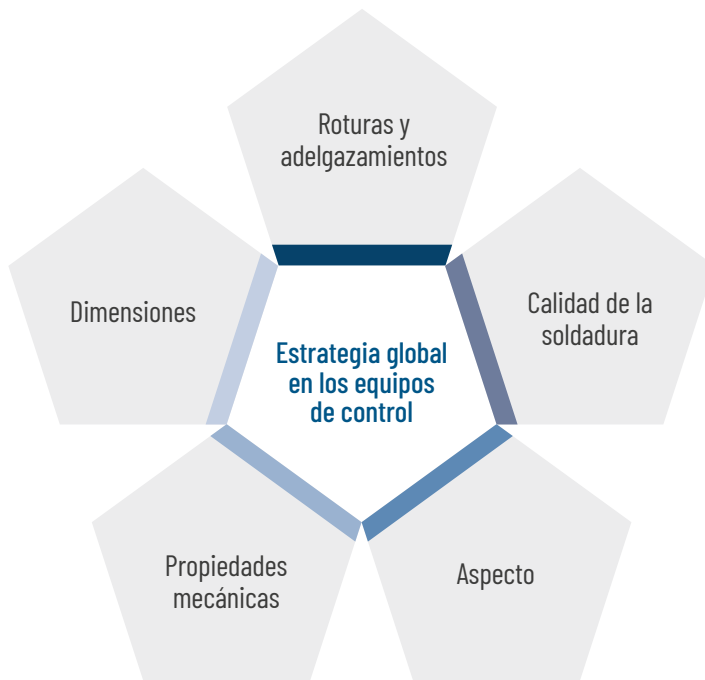 Roturas y
adelgazamientos
Dimensiones
Calidad de la
soldadura
Estrategia global
en los equipos
de control
Propiedades
mecánicas
Aspecto